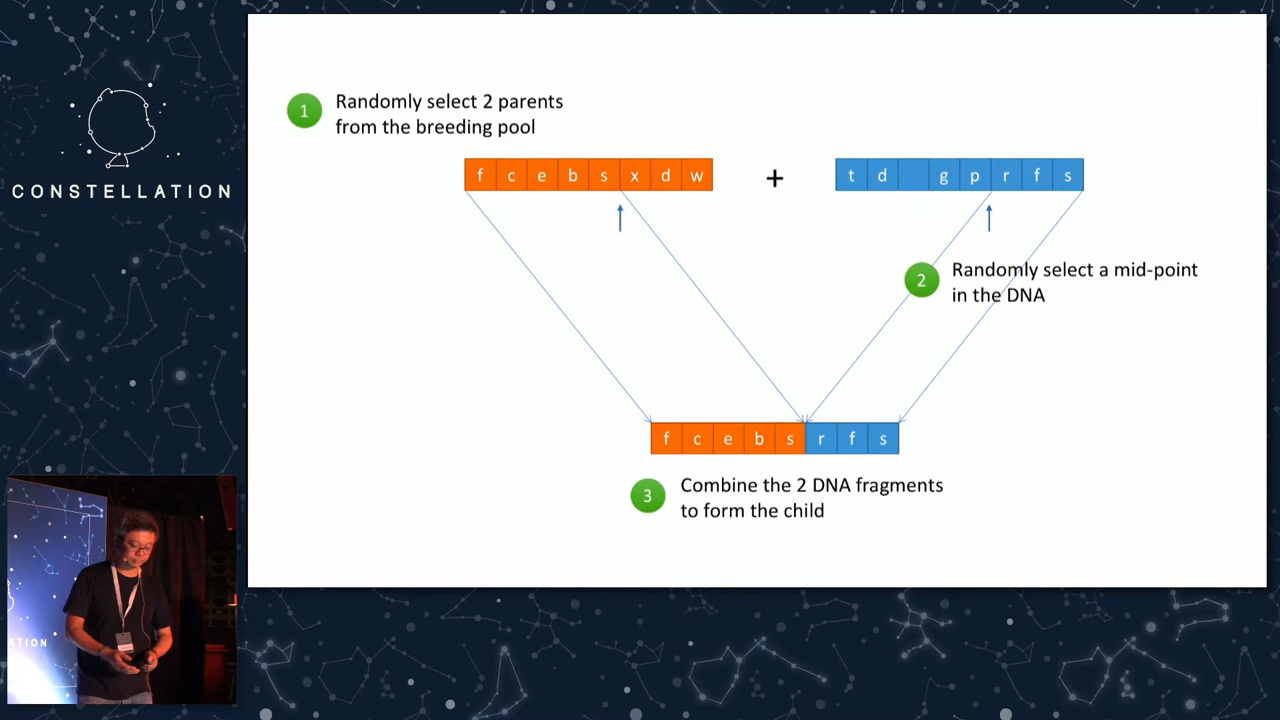 CONSTELLATION
1
Randomly select 2 parents
from the breeding pool
f c e b s x d w
+
t d g p r f s
2
Randomly select a mid-point
in the DNA
f c e b s r f s
3
Combine the 2 DNA fragments
to form the child
ATION